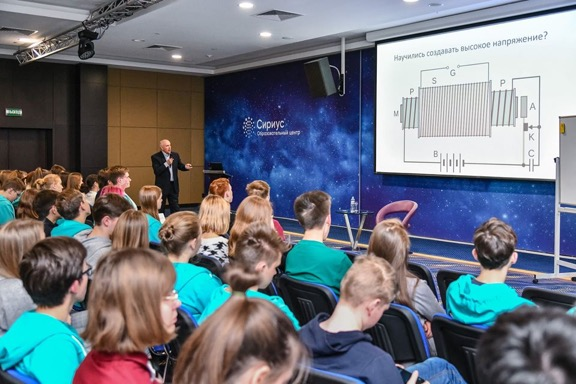 Научились создавать высокое напряжение?
S
G
P
P
M
A
K
B
C
Сириус
Образовательный центр